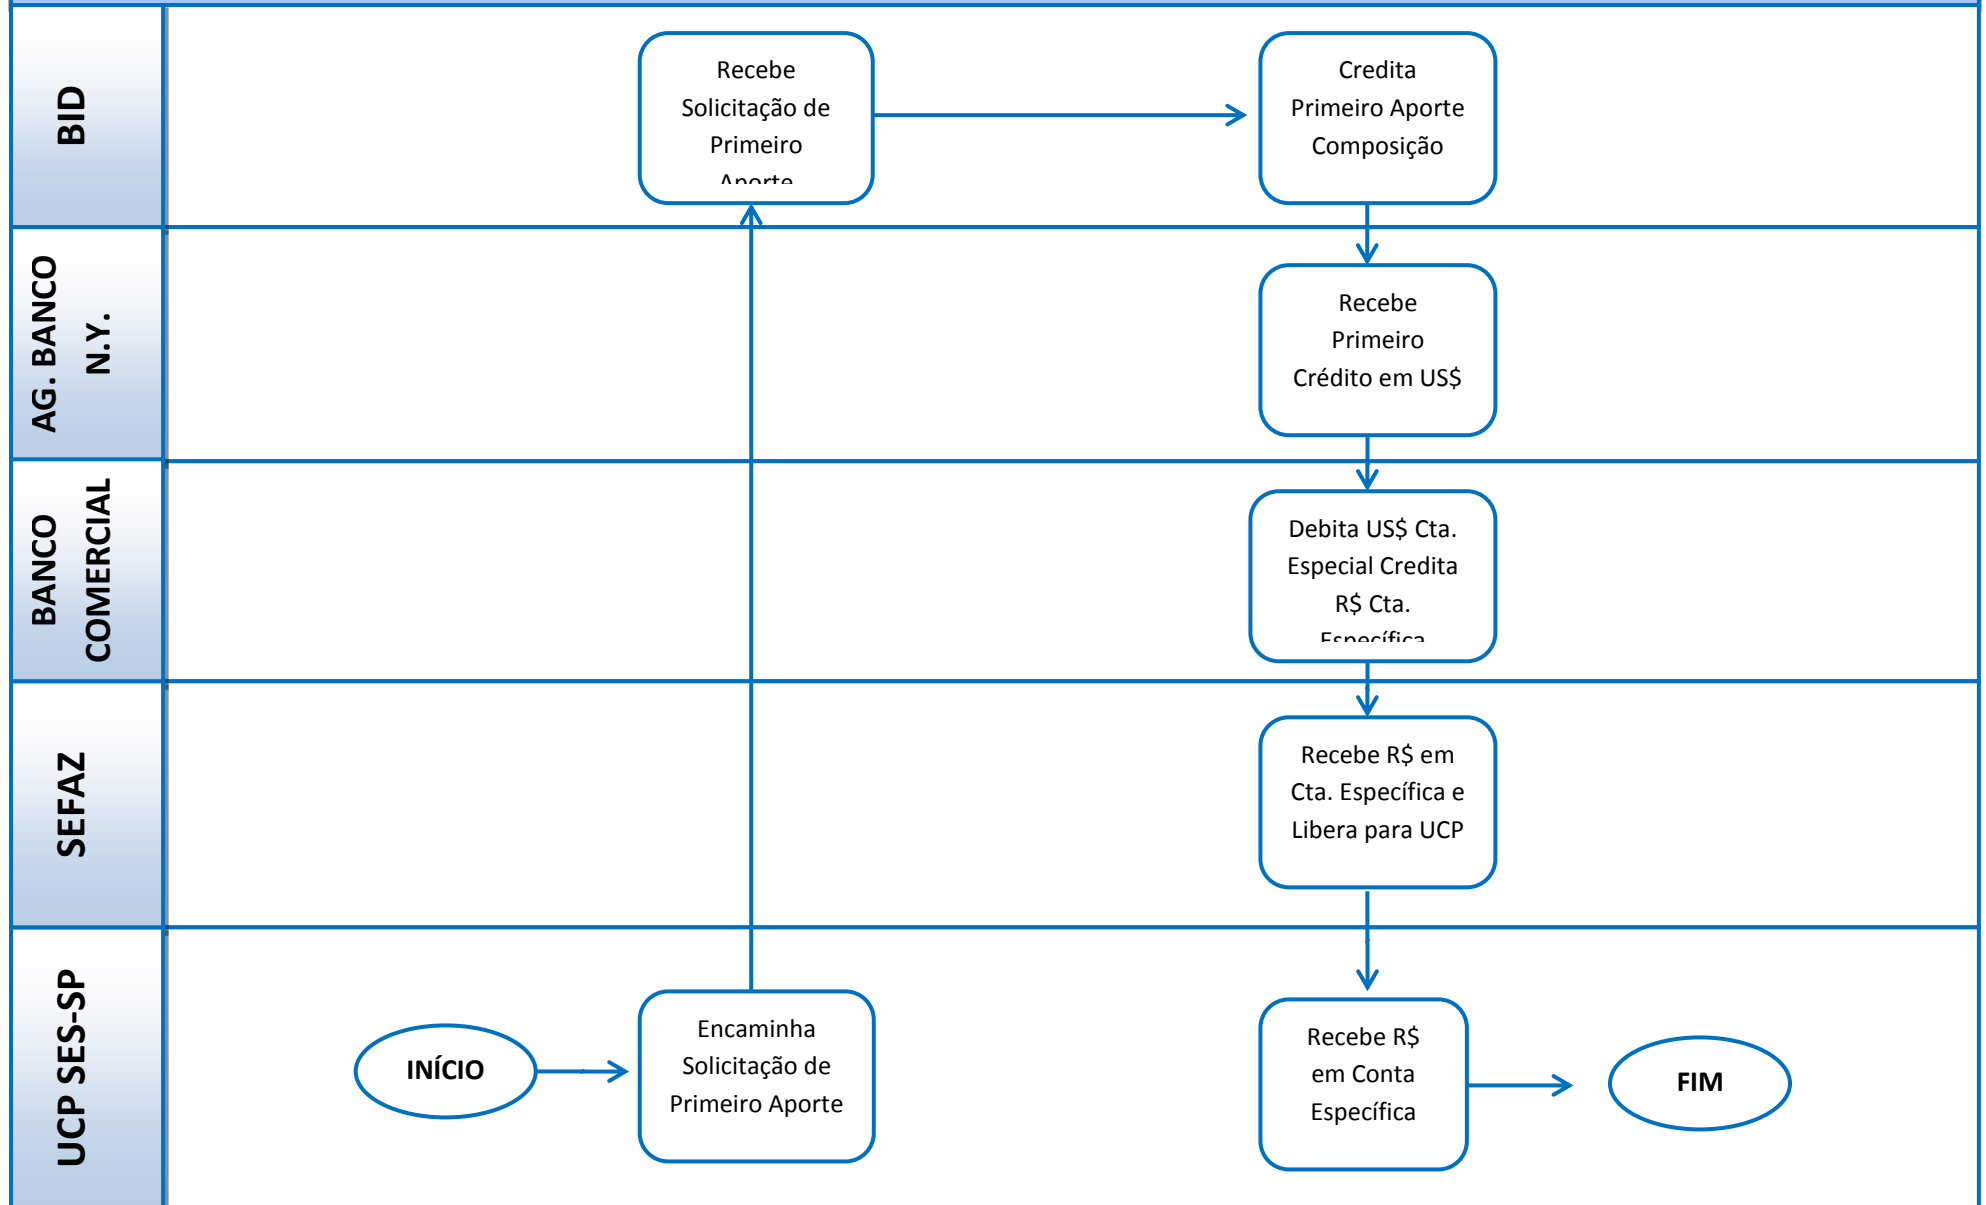 BID
Recebe
Solicitação de
Primeiro
Aporte
Credita
Primeiro Aporte
Composição
AG. BANCO
N.Y.
Recebe
Primeiro
Crédito em US$
BANCO
COMERCIAL
Debita US$ Cta.
Especial Credita
R$ Cta.
Específica
SEFAZ
Recebe R$ em
Cta. Específica e
Libera para UCP
UCP SES-SP
INÍCIO
Encaminha
Solicitação de
Primeiro Aporte
Recebe R$
em Conta
Específica
FIM